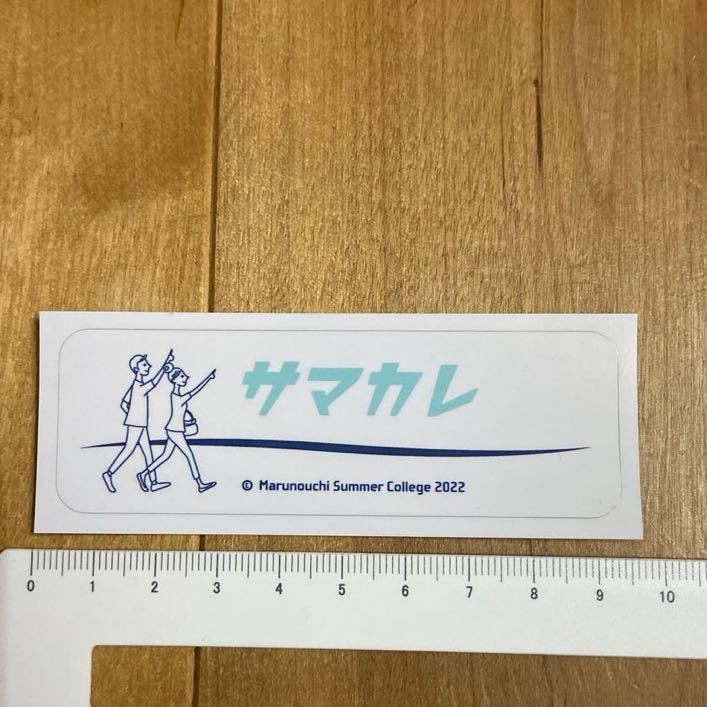 サマカレ
© Marunouchi Summer College 2022
0 1 2 3 4 5 6 7 8 9 10